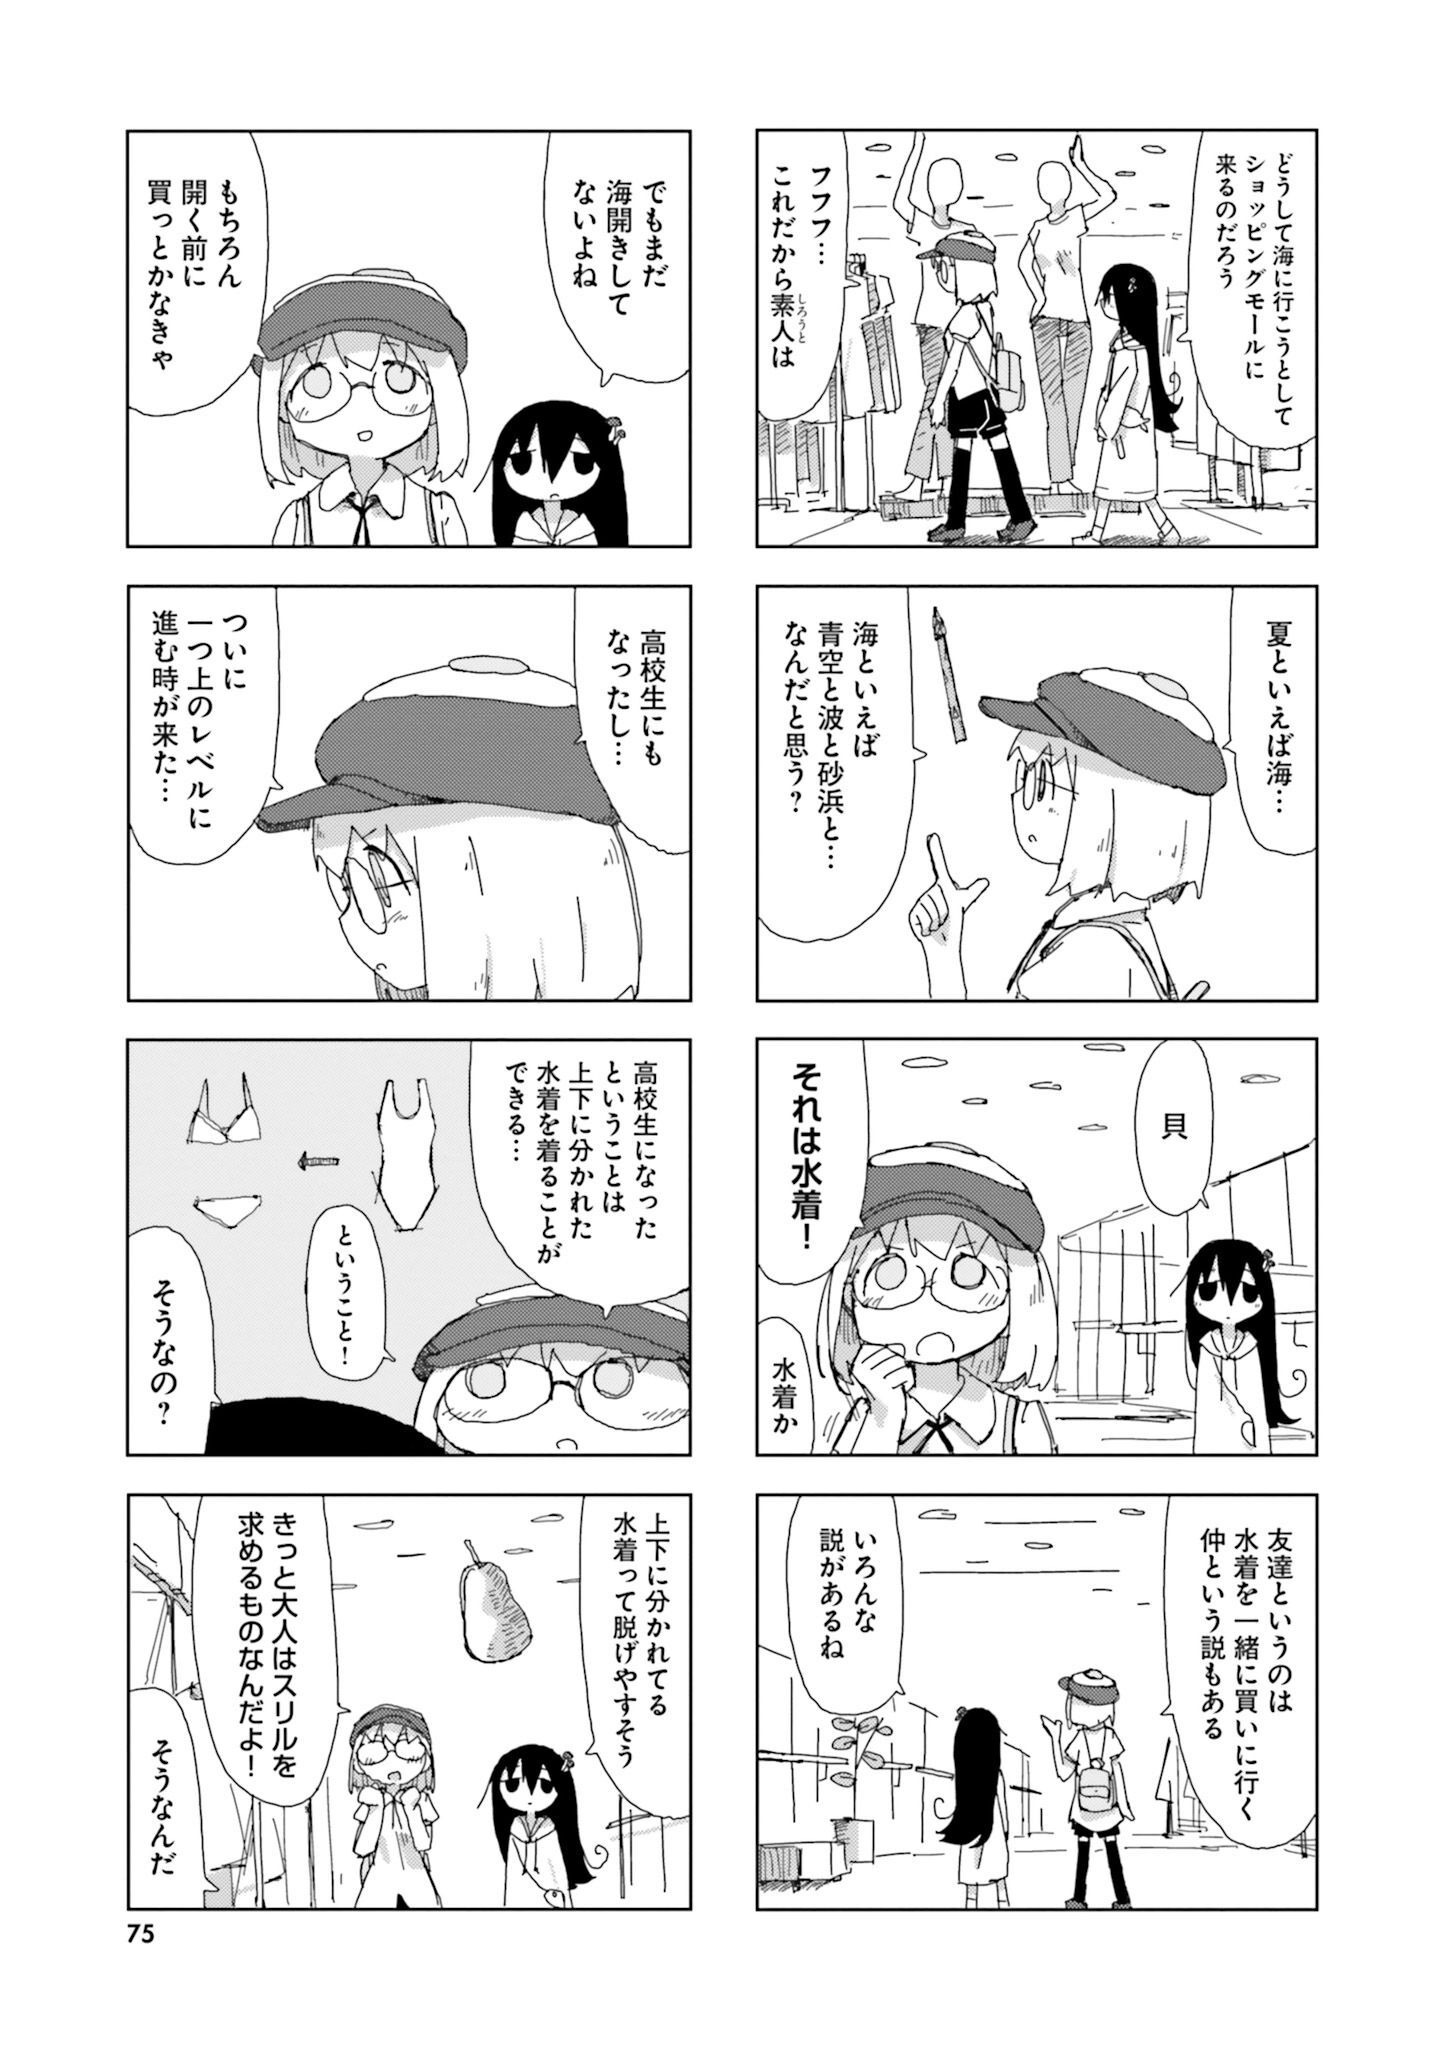 どうして海に行こうとして
ショッピングモールに
来るのだろう
フフフ…
これだから素人は
しろうと
夏といえば海…
海といえば
青空と波と砂浜と…
なんだと思う？
貝
それは水着！
水着か
友達というのは
水着を一緒に買いに行く
仲という説もある
いろんな
説があるね
でもまだ
海開きして
ないよね
もちろん
開く前に
買っとかなきゃ
高校生にも
なったし…
ついに
一つ上のレベルに
進む時が来た…
高校生になった
ということは
上下に分かれた
水着を着ることが
できる…
ということ！
そうなの？
上下に分かれてる
水着って脱げやすそう
きっと大人はスリルを
求めるものなんだよ！
そうなんだ
75